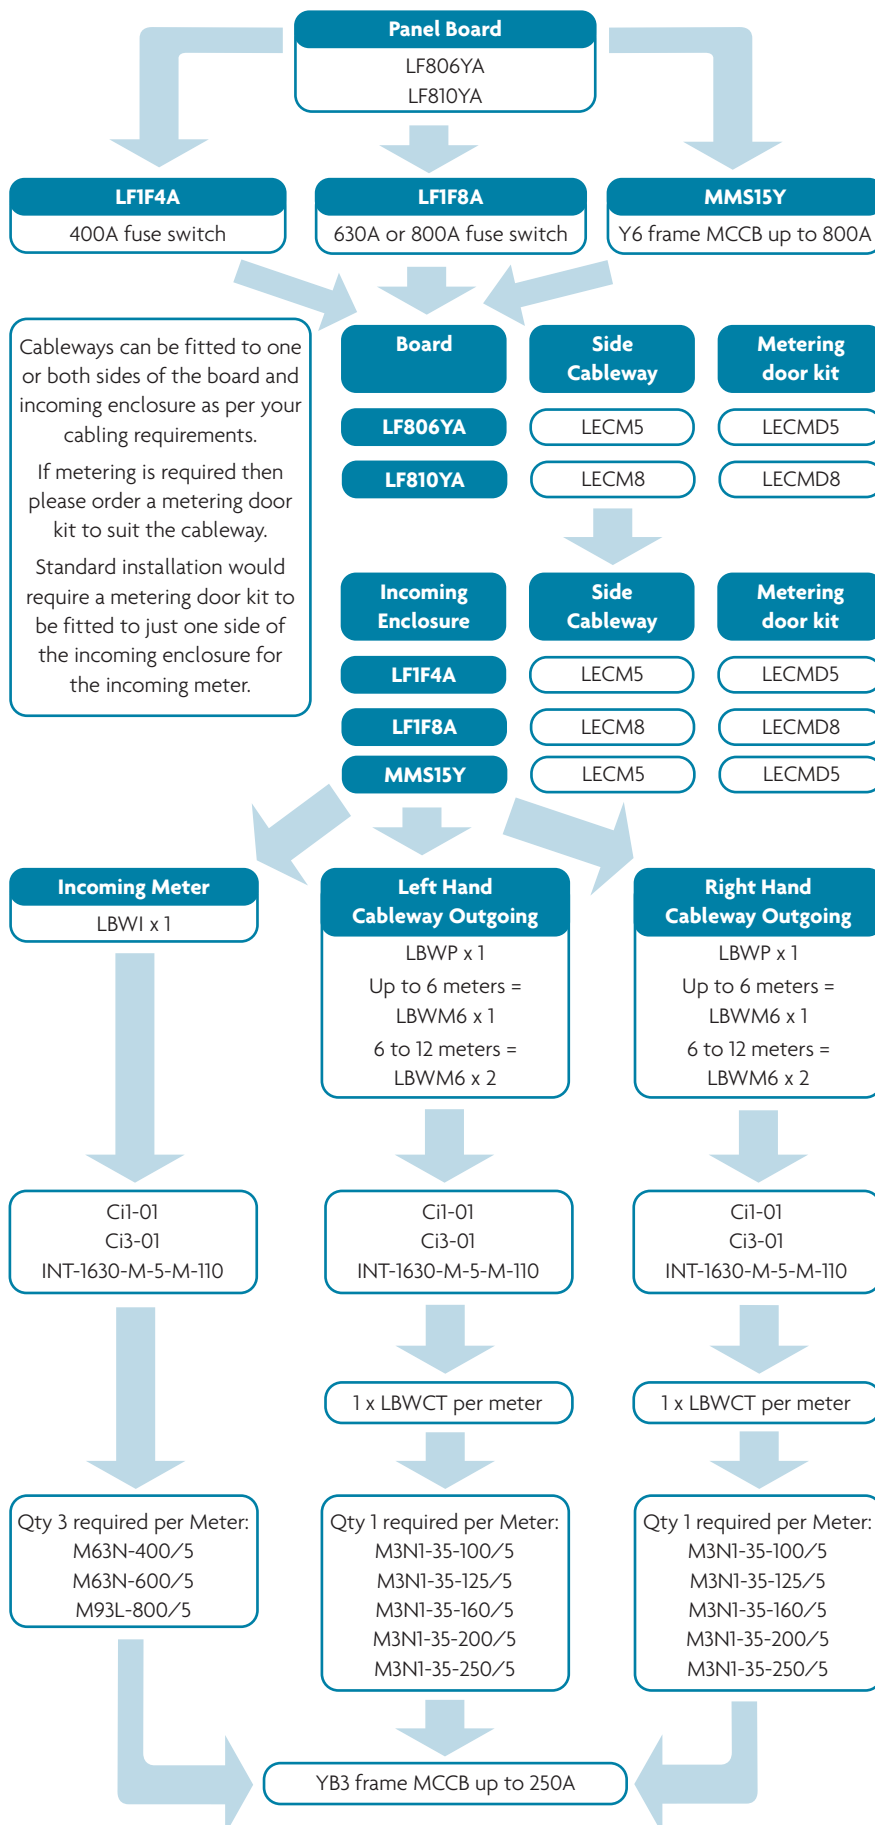 Panel Board
LF806YA
LF810YA
LF1F4A
400A fuse switch
LF1F8A
630A or 800A fuse switch
MMS15Y
Y6 frame MCCB up to 800A
Cableways can be fitted to one
or both sides of the board and
incoming enclosure as per your
cabling requirements.
If metering is required then
please order a metering door
kit to suit the cableway.
Standard installation would
require a metering door kit to
be fitted to just one side of
the incoming enclosure for
the incoming meter.
Board
Side
Cableway
Metering
door kit
LF806YA
LECM5
LECMD5
LF810YA
LECM8
LECMD8
Incoming
Enclosure
Side
Cableway
Metering
door kit
LF1F4A
LECM5
LECMD5
LF1F8A
LECM8
LECMD8
MMS15Y
LECM5
LECMD5
Incoming Meter
LBWI x 1
Left Hand
Cableway Outgoing
LBWP x 1
Up to 6 meters =
LBWM6 x 1
6 to 12 meters =
LBWM6 x 2
Right Hand
Cableway Outgoing
LBWP x 1
Up to 6 meters =
LBWM6 x 1
6 to 12 meters =
LBWM6 x 2
Ci1-01
Ci3-01
INT-1630-M-5-M-110
Ci1-01
Ci3-01
INT-1630-M-5-M-110
Ci1-01
Ci3-01
INT-1630-M-5-M-110
1 x LBWCT per meter
1 x LBWCT per meter
Qty 3 required per Meter:
M63N-400/5
M63N-600/5
M93L-800/5
Qty 1 required per Meter:
M3N1-35-100/5
M3N1-35-125/5
M3N1-35-160/5
M3N1-35-200/5
M3N1-35-250/5
Qty 1 required per Meter:
M3N1-35-100/5
M3N1-35-125/5
M3N1-35-160/5
M3N1-35-200/5
M3N1-35-250/5
YB3 frame MCCB up to 250A